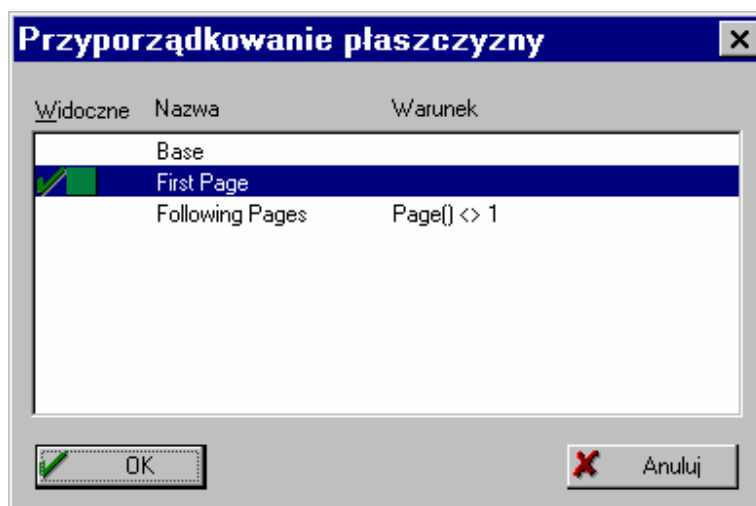 Przyporządkowanie płaszczyzny
Widoczne Nazwa Warunek
Base
First Page
Following Pages Page() <> 1
OK Anuluj